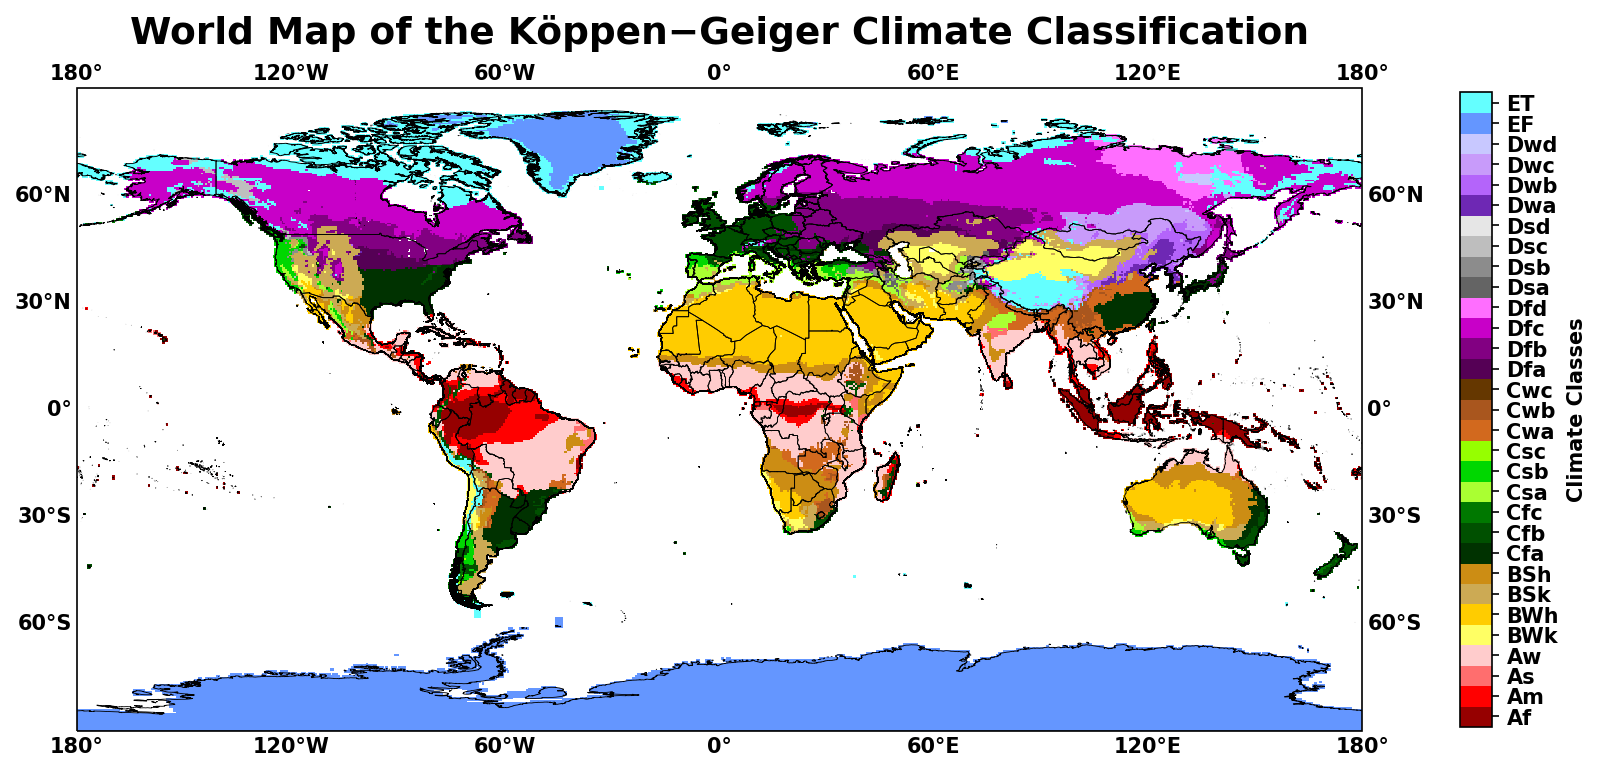 World Map of the Köppen−Geiger Climate Classification
180° 120°W 60°W 0° 60°E 120°E 180°
60°N 60°N
30°N 30°N
0° 0°
30°S 30°S
60°S 60°S
180° 120°W 60°W 0° 60°E 120°E 180°
ET
EF
Dwd
Dwc
Dwb
Dwa
Dsd
Dsc
Dsb
Dsa
Dfd
Dfc
Dfb
Dfa
Cwc
Cwb
Cwa
Csc
Csb
Csa
Cfc
Cfb
Cfa
BSh
BSk
BWh
BWk
Aw
As
Am
Af
Climate Classes